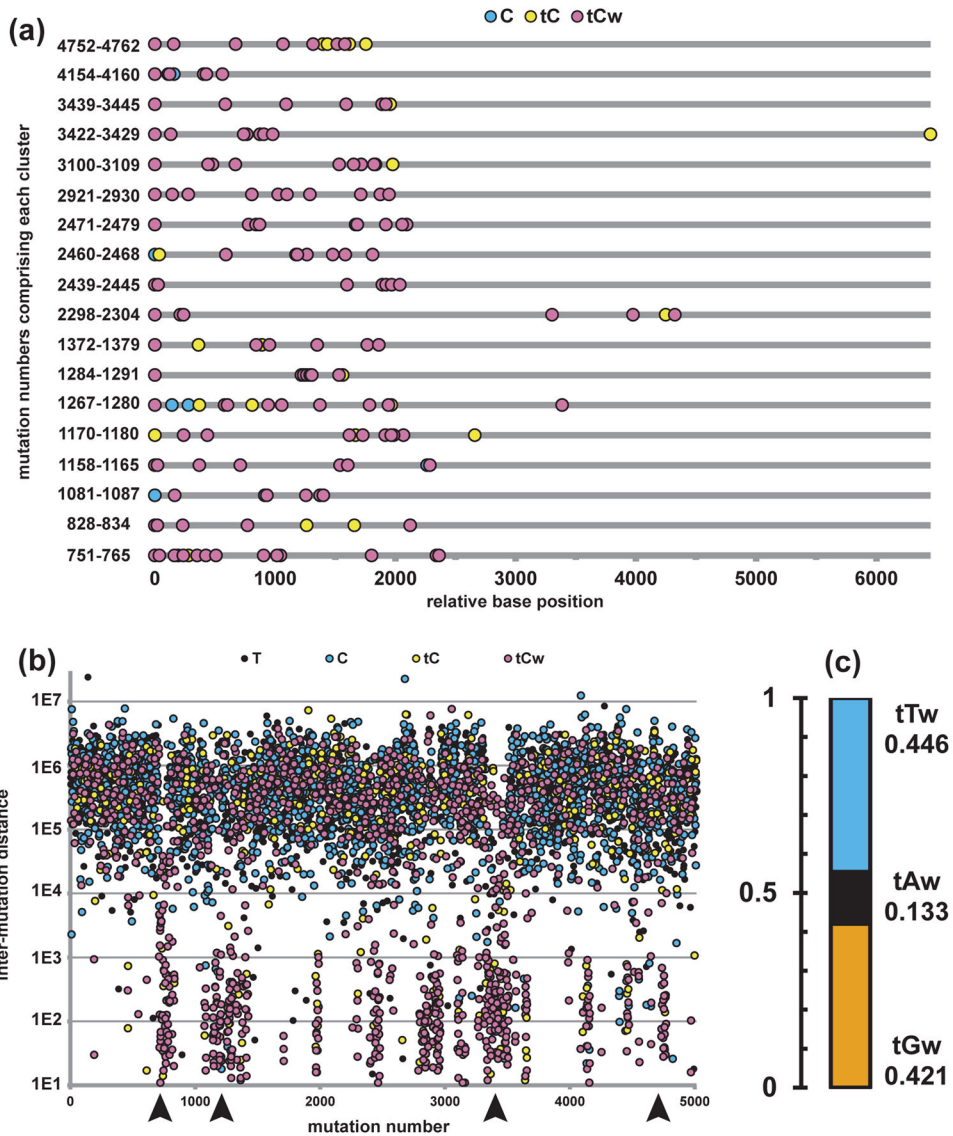 C tC tCw
(a)
mutation numbers comprising each cluster
4752-4762
4154-4160
3439-3445
3422-3429
3100-3109
2921-2930
2471-2479
2460-2468
2439-2445
2298-2304
1372-1379
1284-1291
1267-1280
1170-1180
1158-1165
1081-1087
828-834
751-765
0 1000 2000 3000 4000 5000 6000
relative base position
(b)
T C tC tCw
inter-mutation distance
1E7
1E6
1E5
1E4
1E3
1E2
1E1
0 1000 2000 3000 4000 5000
mutation number
(c)
1
0.5
0
tTw
0.446
tAw
0.133
tGw
0.421